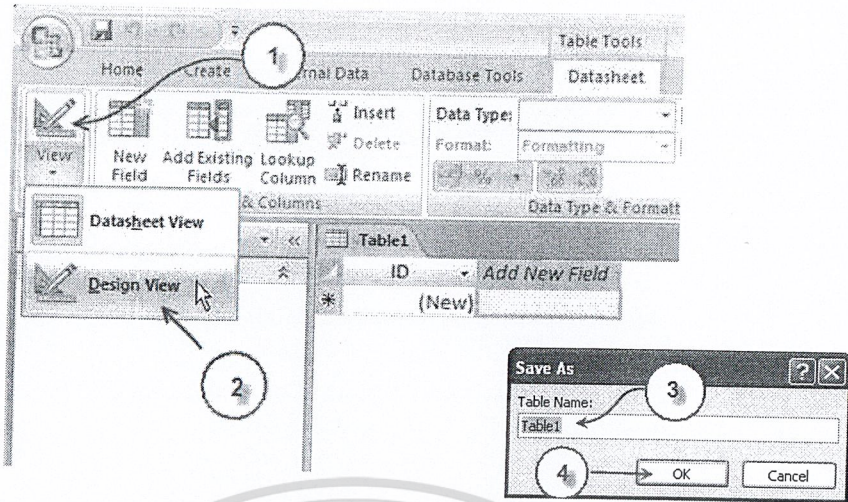 Table Tools
Home Create rnal Data Database Tools Datasheet
1
View
New Field
Add Existing Fields
Lookup Column
Insert
Delete
Rename
Data Type:
Format: Formatting
& Columns
Data Type & Formatt
Datasheet View
Design View
Table1
ID Add New Field
(New)
2
Save As
Table Name:
3
Table1
4
OK Cancel